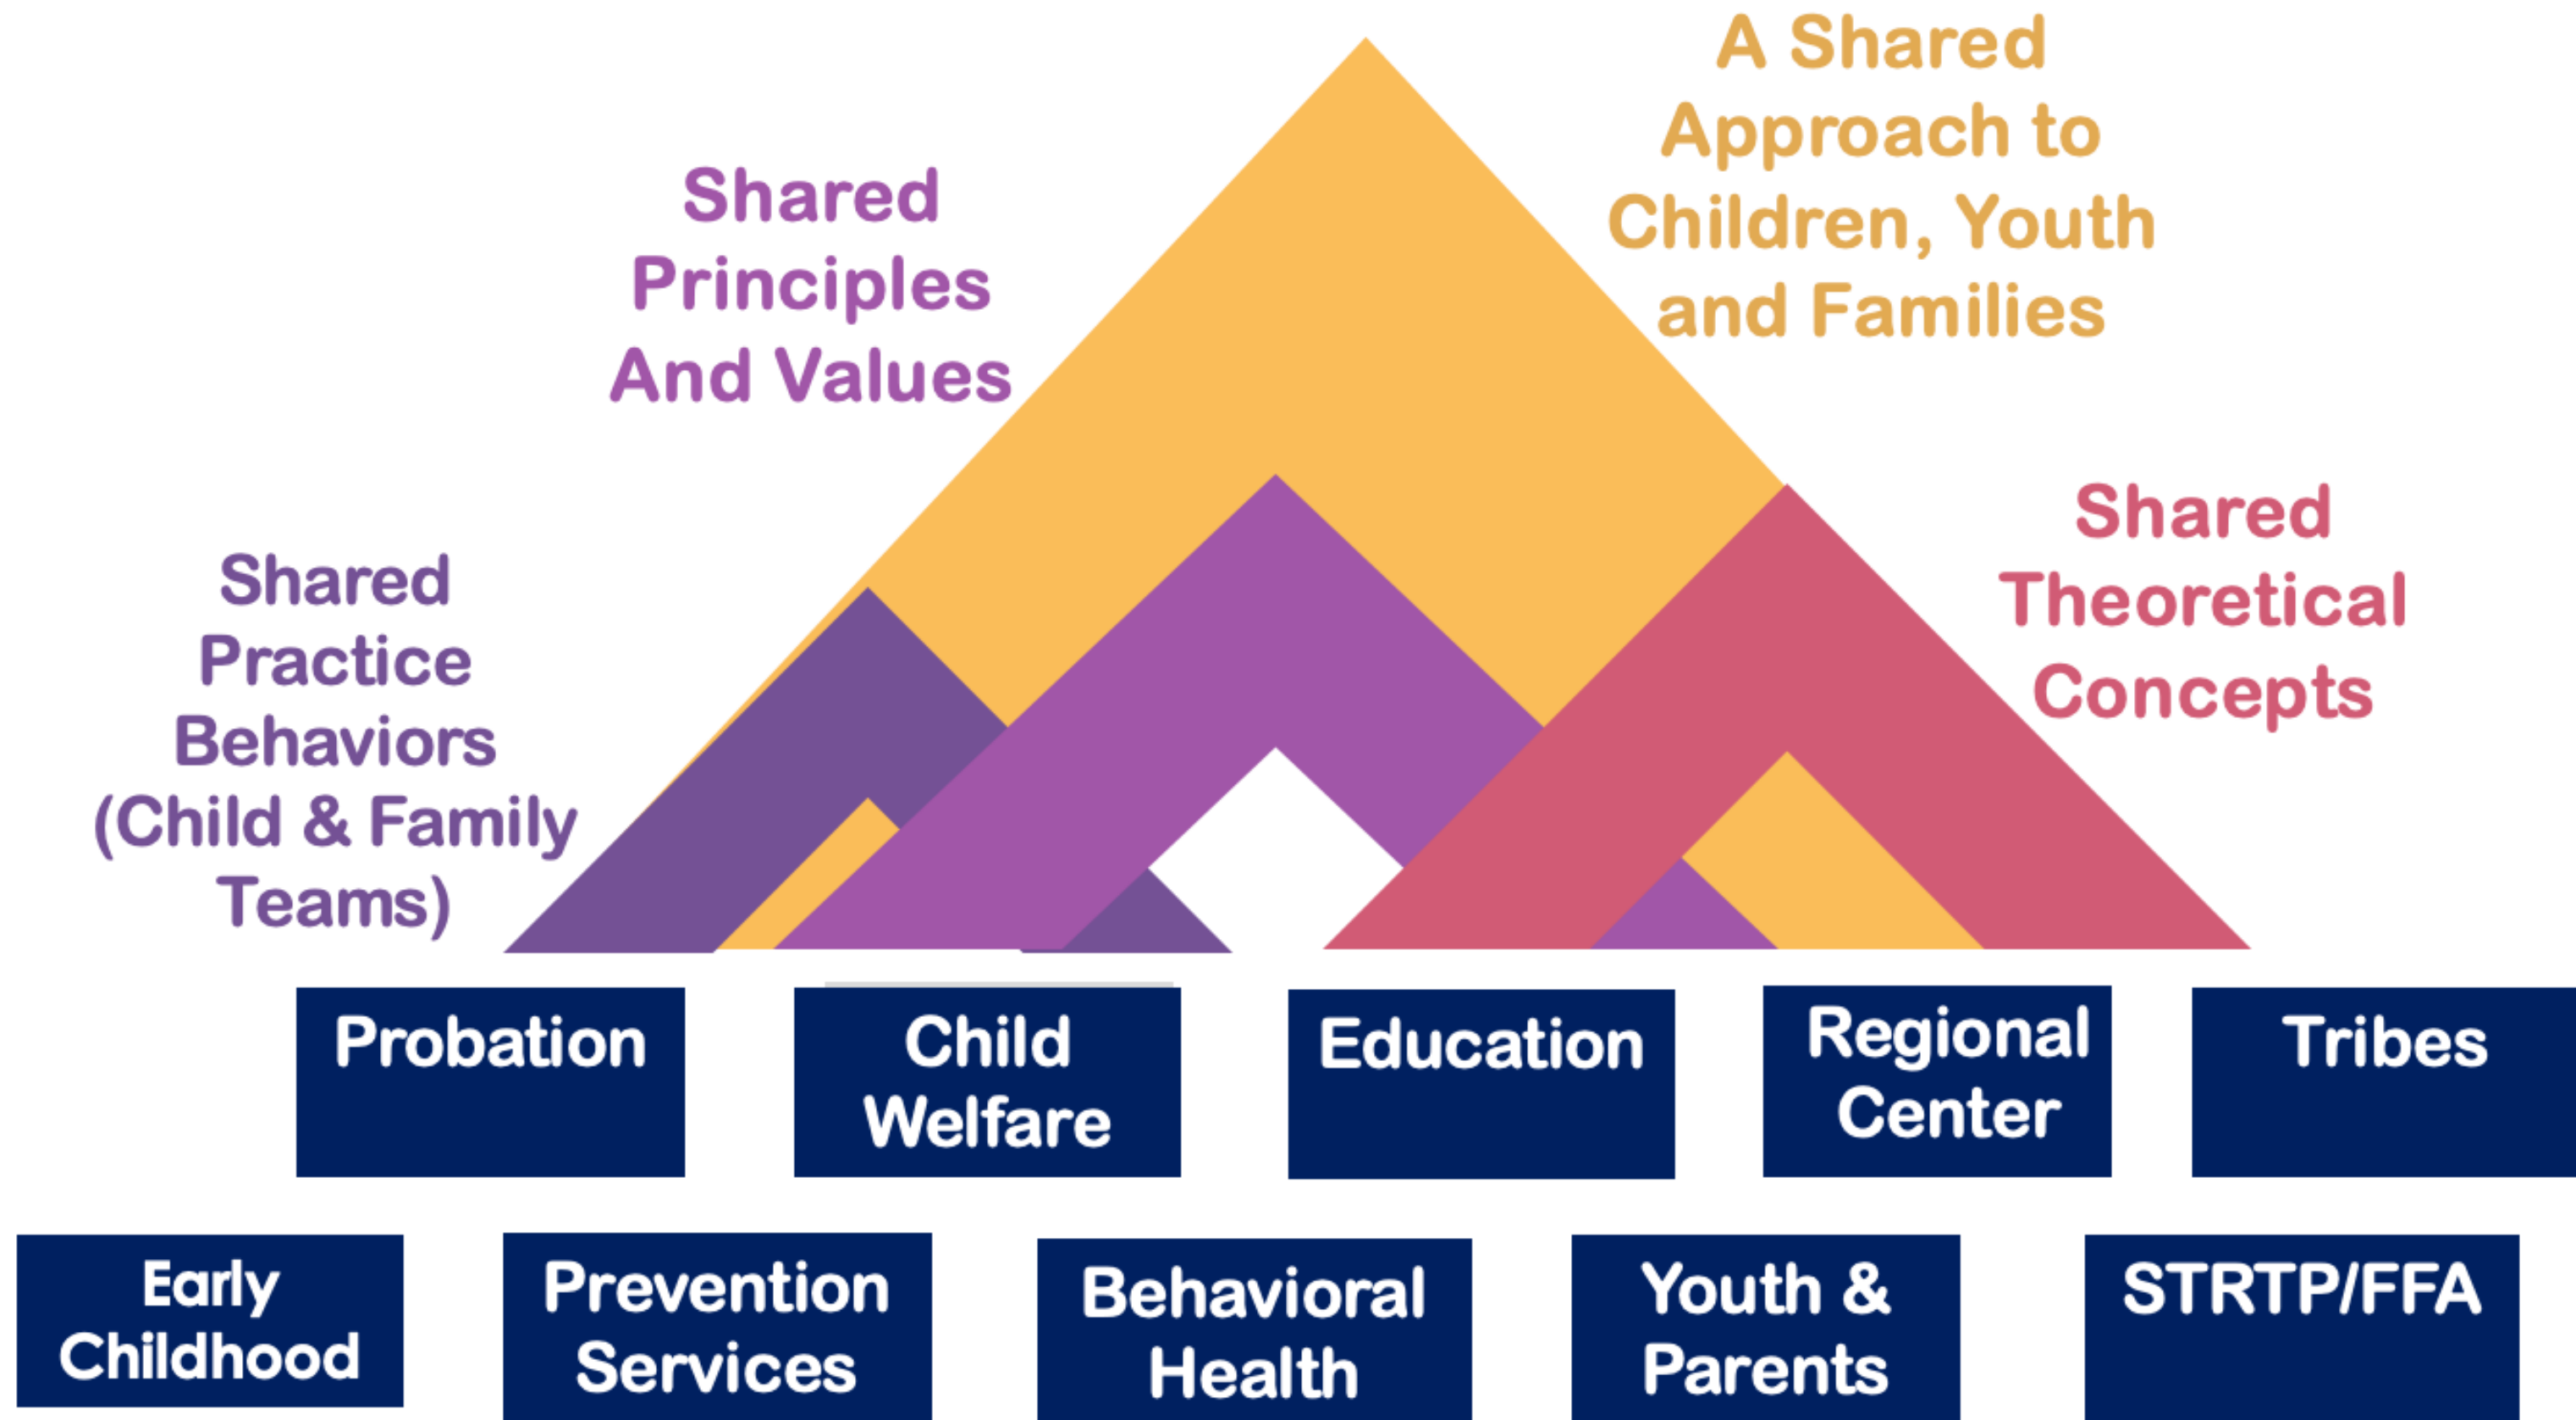 A Shared
Approach to
Children, Youth
and Families
Shared
Principles
And Values
Shared
Theoretical
Concepts
Shared
Practice
Behaviors
(Child & Family
Teams)
Probation
Child
Welfare
Education
Regional
Center
Tribes
Early
Childhood
Prevention
Services
Behavioral
Health
Youth &
Parents
STRTP/FFA